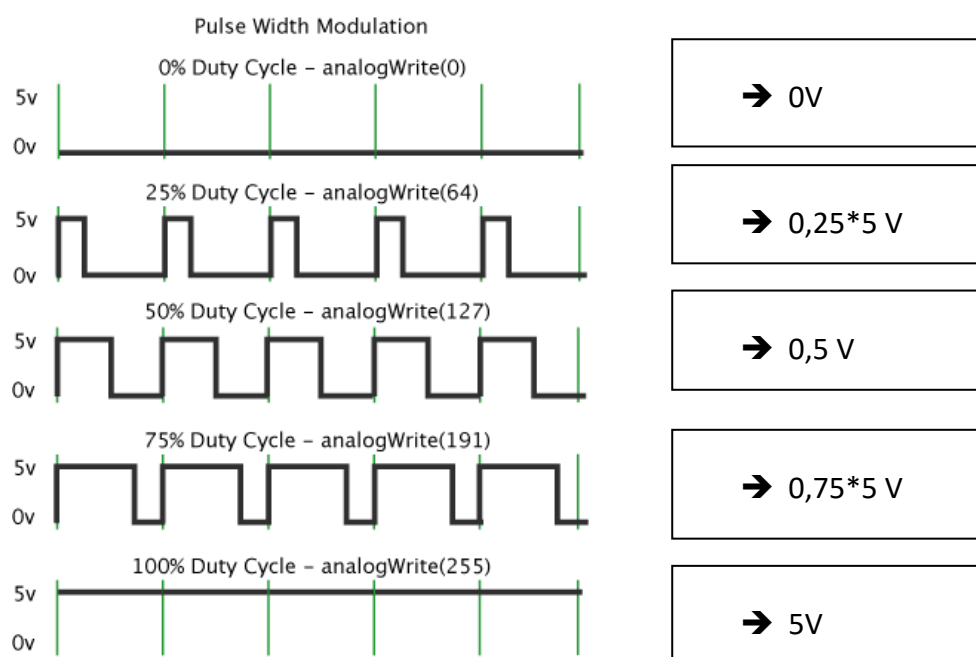 Pulse Width Modulation
0% Duty Cycle – analogWrite(0)
5v
0v
➔ 0V
25% Duty Cycle – analogWrite(64)
5v
0v
➔ 0,25*5 V
50% Duty Cycle – analogWrite(127)
5v
0v
➔ 0,5 V
75% Duty Cycle – analogWrite(191)
5v
0v
➔ 0,75*5 V
100% Duty Cycle – analogWrite(255)
5v
0v
➔ 5V